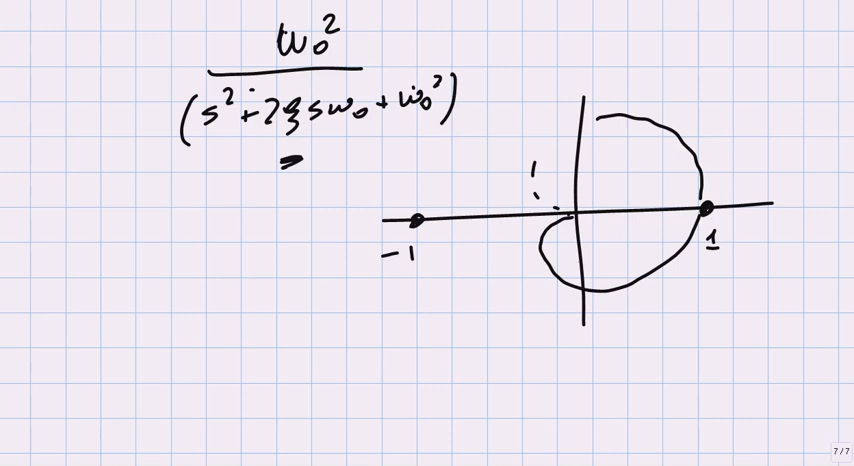 ω₀²
(s² + 2ξsω₀ + ω₀²)
-1
1
7/7